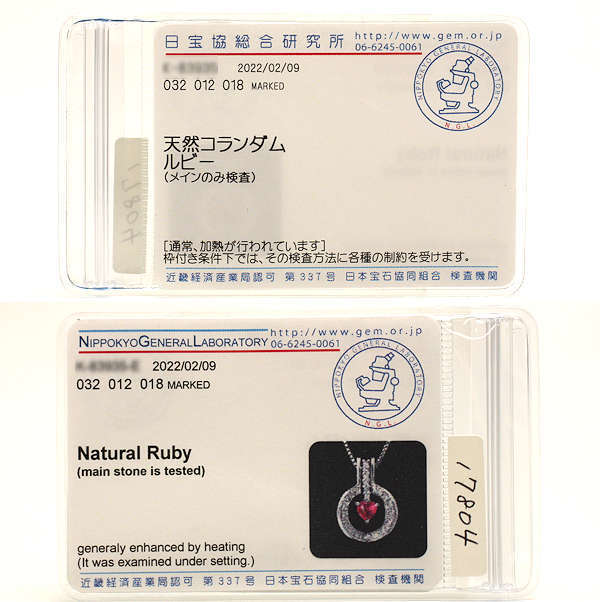 日宝協総合研究所
http://www.gem.or.jp
06-6245-0061
2022/02/09
032 012 018 MARKED
NIPPOKYO GENERAL LABORATORY
N.G.L.
天然コランダム
ルビー
(メインのみ検査)
[通常、加熱が行われています]
枠付き条件下では、その検査方法に各種の制約を受けます。
近畿経済産業局認可 第337号 日本宝石協同組合 検査機関
17804
NIPPOKYOGENERALLABORATORY
http://www.gem.or.jp
06-6245-0061
2022/02/09
032 012 018 MARKED
NIPPOKYO GENERAL LABORATORY
N.G.L.
Natural Ruby
(main stone is tested)
generaly enhanced by heating
(It was examined under setting.)
近畿経済産業局認可 第337号 日本宝石協同組合 検査機関
17804